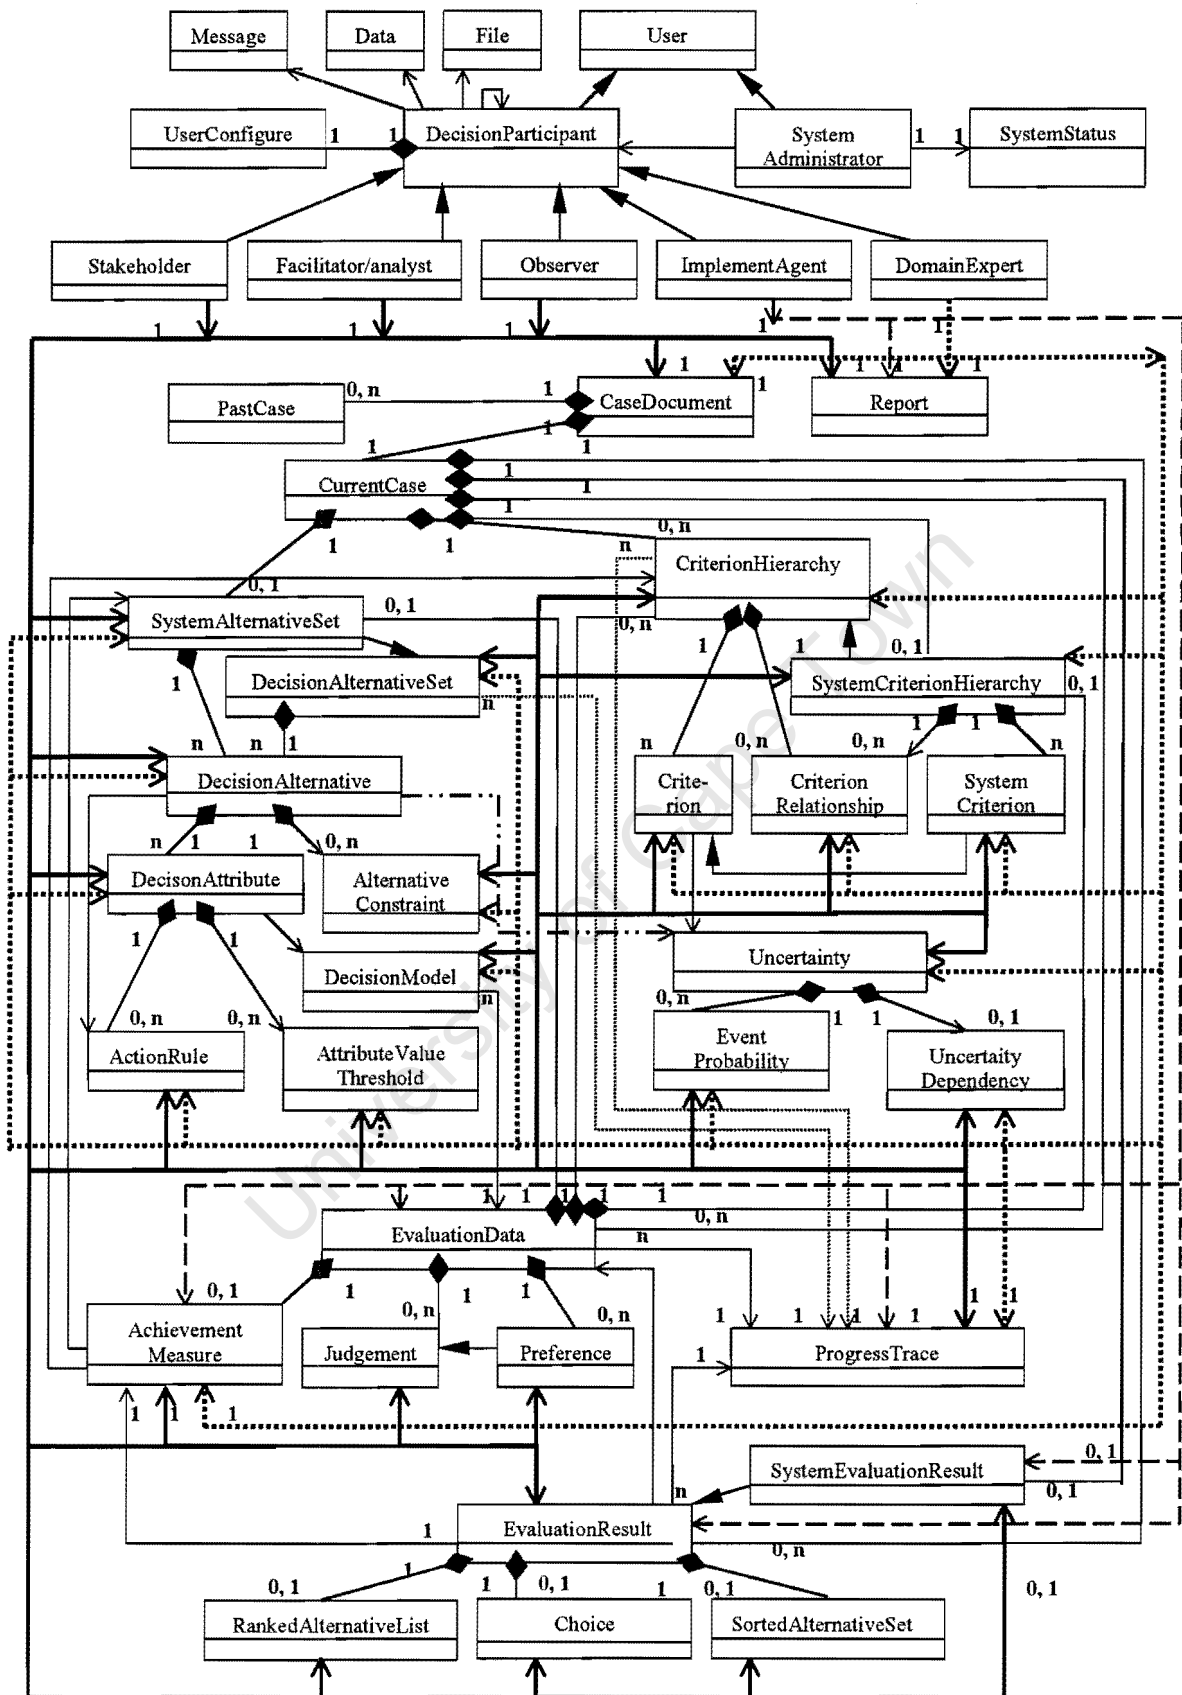 Message
Data
File
User
UserConfigure
1
1
DecisionParticipant
System
Administrator
1
1
SystemStatus
Stakeholder
Facilitator/analyst
Observer
ImplementAgent
DomainExpert
1
1
1
1
1
PastCase
0, n
1
CaseDocument
1
1
1
1
1
Report
1
1
CurrentCase
1
1
1
1
1
1
0, n
n
CriterionHierarchy
0, 1
0, 1
0, n
SystemAlternativeSet
1
DecisionAlternativeSet
n
1
1
0, 1
SystemCriterionHierarchy
0, 1
1
1
n
n
1
n
0, n
0, n
n
DecisionAlternative
Crite-
rion
Criterion
Relationship
System
Criterion
n
1
1
0, n
DecisonAttribute
Alternative
Constraint
1
1
DecisionModel
n
Uncertainty
0, n
1
1
0, 1
0, n
0, n
ActionRule
AttributeValue
Threshold
Event
Probability
Uncertaity
Dependency
University of Cape Town
1
1
1
1
1
0, n
EvaluationData
n
0, 1
1
1
1
0, n
0, n
1
1
1
1
1
1
Achievement
Measure
Judgement
Preference
1
ProgressTrace
1
1
1
SystemEvaluationResult
0, 1
0, 1
n
1
EvaluationResult
0, n
1
0, 1
1
0, 1
1
0, 1
0, 1
RankedAlternativeList
Choice
SortedAlternativeSet